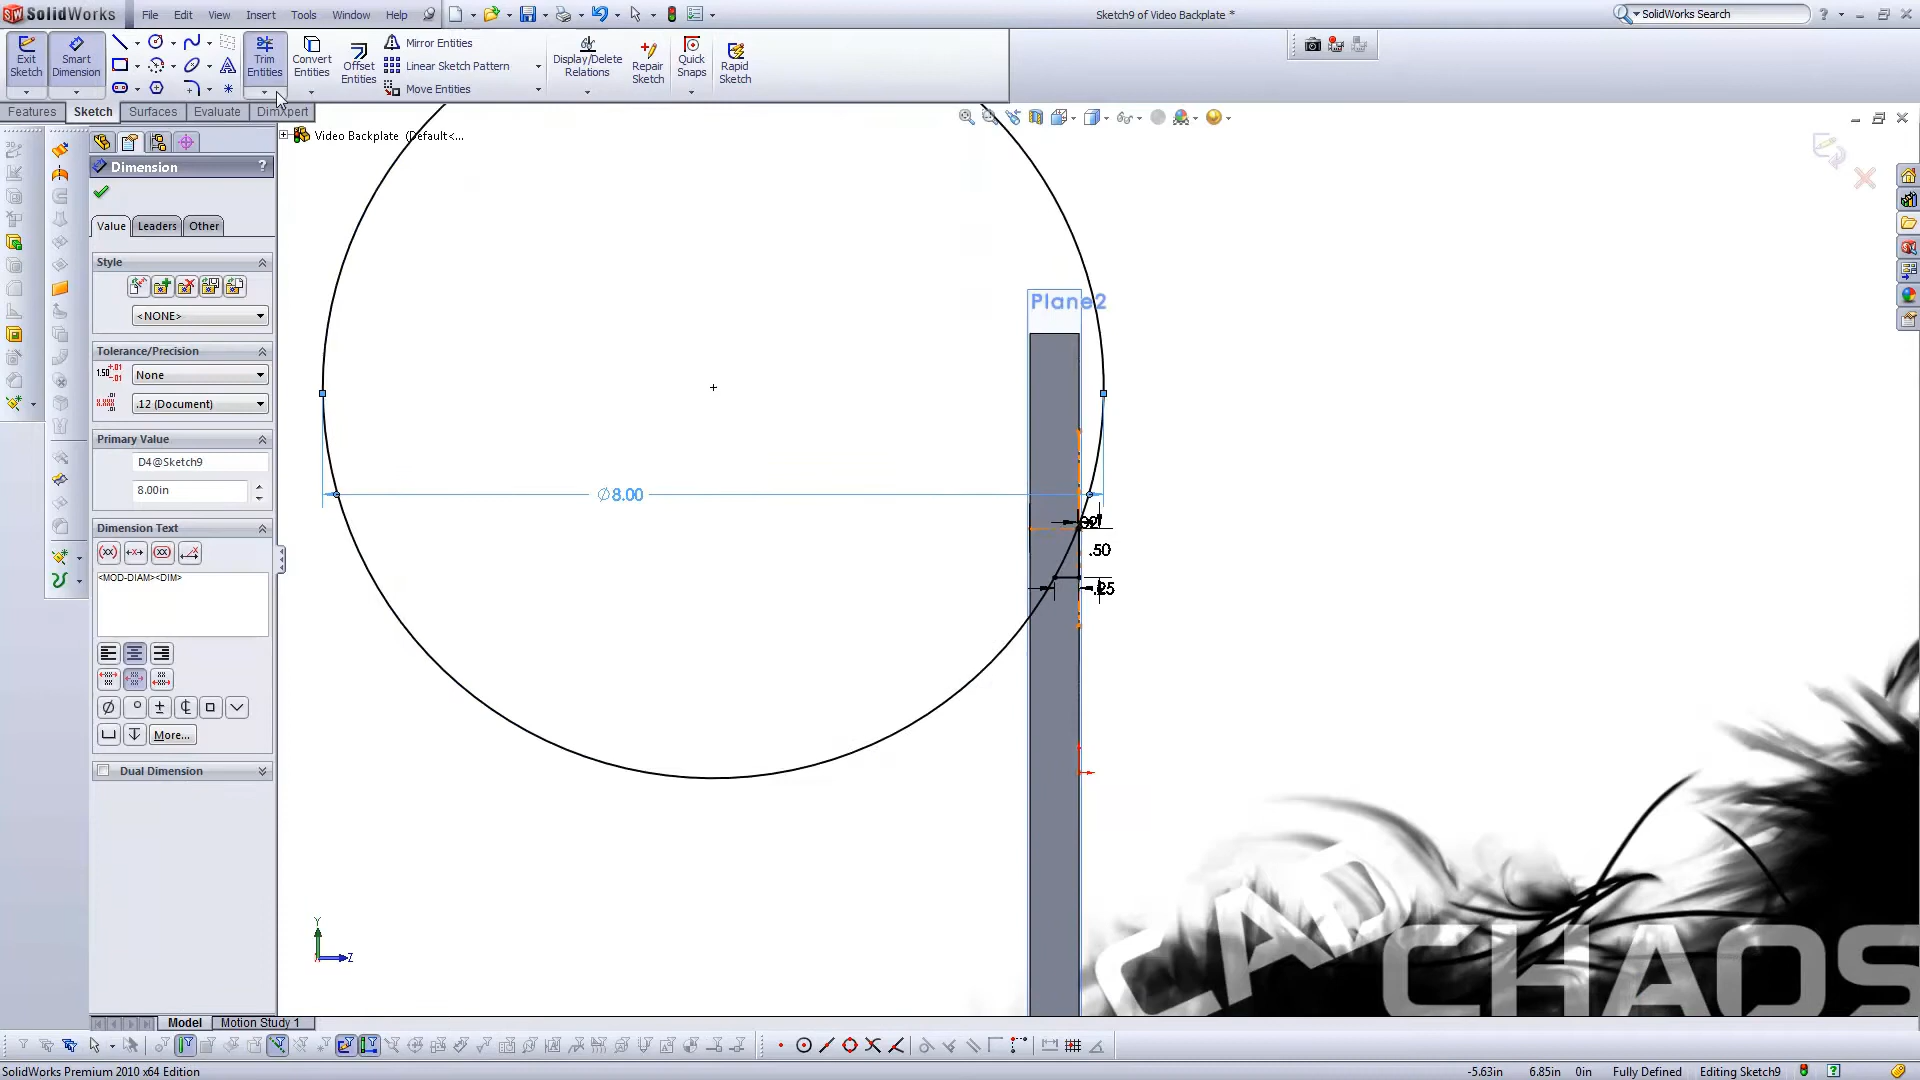 SolidWorks
File Edit View Insert Tools Window Help
Sketch9 of Video Backplate *
SolidWorks Search
Exit Sketch
Smart Dimension
Trim Entities
Convert Entities
Offset Entities
Mirror Entities
Linear Sketch Pattern
Move Entities
Display/Delete Relations
Repair Sketch
Quick Snaps
Rapid Sketch
Features Sketch Surfaces Evaluate DimXpert
Video Backplate (Default<...
Dimension
Value Leaders Other
Style
<NONE>
Tolerance/Precision
None
.12 (Document)
Primary Value
D4@Sketch9
8.00in
Dimension Text
<MOD-DIAM><DIM>
More...
Dual Dimension
Plane2
∅8.00
.50
Y
Z
CAD CHAOS
Model Motion Study 1
SolidWorks Premium 2010 x64 Edition
-5.63in 6.85in 0in Fully Defined Editing Sketch9